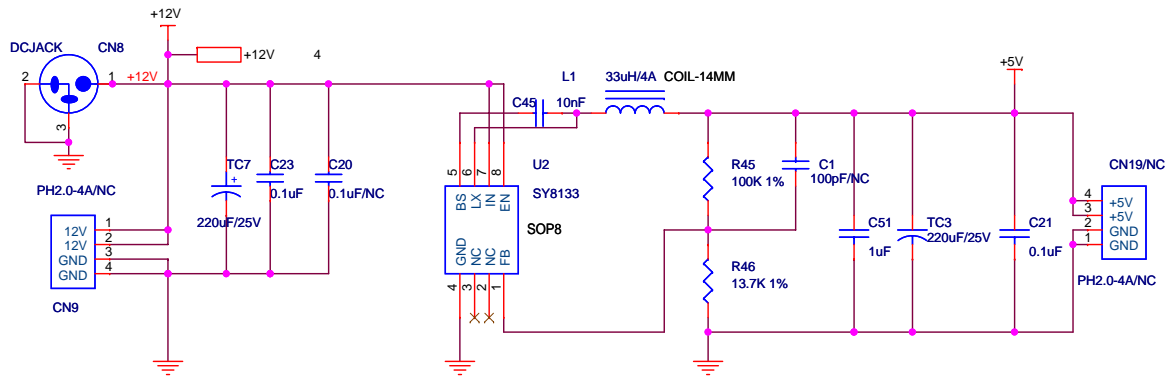 +12V
DCJACK CN8
+12V 4
2 1 +12V
3
PH2.0-4A/NC
12V 1
12V 2
GND 3
GND 4
CN9
TC7
+
220uF/25V
C23
0.1uF
C20
0.1uF/NC
L1 33uH/4A COIL-14MM
C45 10nF
U2
SY8133
SOP8
5 6 7 8
BS LX IN EN
GND NC NC FB
4 3 2 1
R45
100K 1%
C1
100pF/NC
R46
13.7K 1%
C51
1uF
TC3
220uF/25V
C21
0.1uF
+5V
CN19/NC
4 +5V
3 +5V
2 GND
1 GND
PH2.0-4A/NC